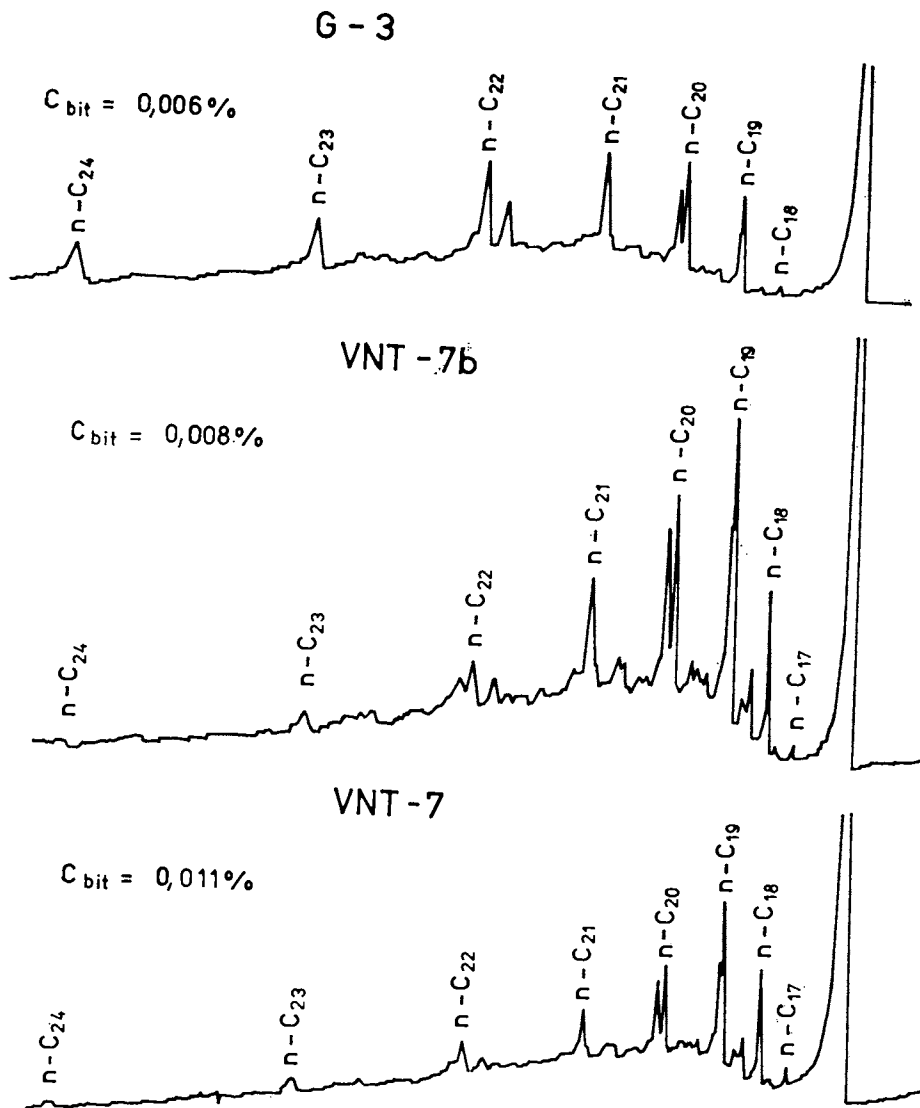 G - 3
C bit = 0,006%
n - C24
n - C23
n - C22
n - C21
n - C20
n - C19
n - C18
VNT - 7b
C bit = 0,008%
n - C24
n - C23
n - C22
n - C21
n - C20
n - C19
n - C18
n - C17
VNT - 7
C bit = 0,011%
n - C24
n - C23
n - C22
n - C21
n - C20
n - C19
n - C18
n - C17